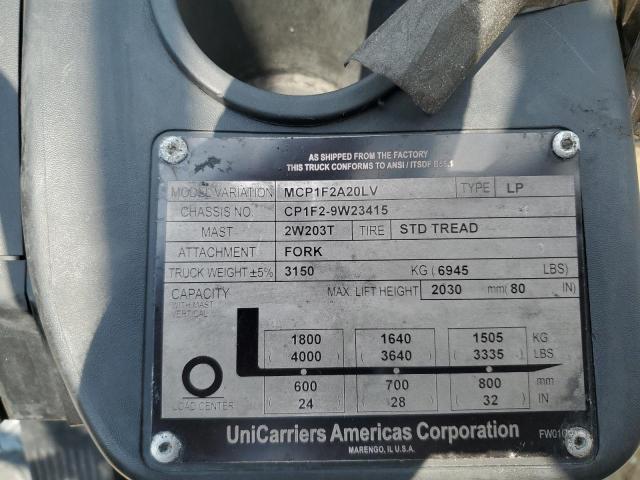 AS SHIPPED FROM THE FACTORY
THIS TRUCK CONFORMS TO ANSI / ITSDF
MODEL VARIATION MCP1F2A20LV TYPE LP
CHASSIS NO. CP1F2-9W23415
MAST 2W203T TIRE STD TREAD
ATTACHMENT FORK
TRUCK WEIGHT ±5% 3150 KG ( 6945 LBS)
CAPACITY MAX. LIFT HEIGHT 2030 mm ( 80 IN)
WITH MAST
VERTICAL
1800 1640 1505 KG
( 4000 ) ( 3640 ) ( 3335 ) LBS
600 700 800 mm
( 24 ) ( 28 ) ( 32 ) IN
LOAD CENTER
UniCarriers Americas Corporation
MARENGO, IL U.S.A.